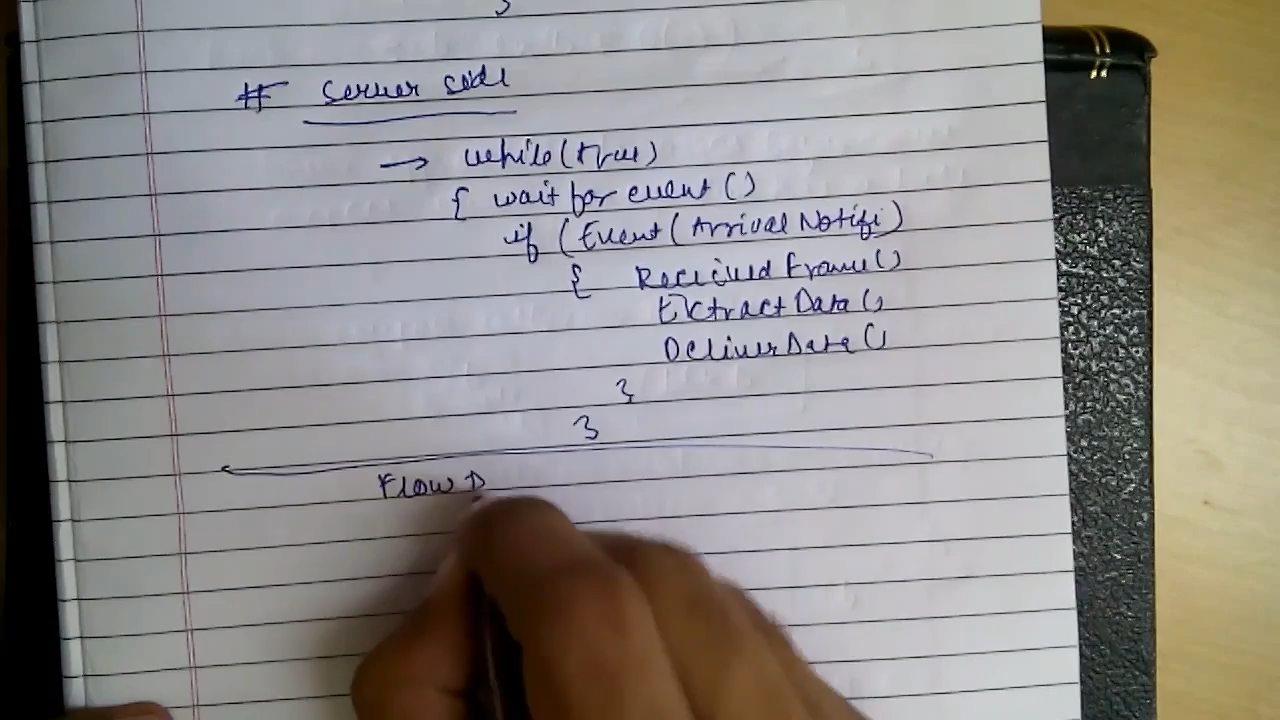 }
# Server side
→ while(true)
{ wait for event ()
if (Event (Arrival Notifi)
{ Received Frame ()
Extract Data ()
Deliver Data ()
}
}
Flow D